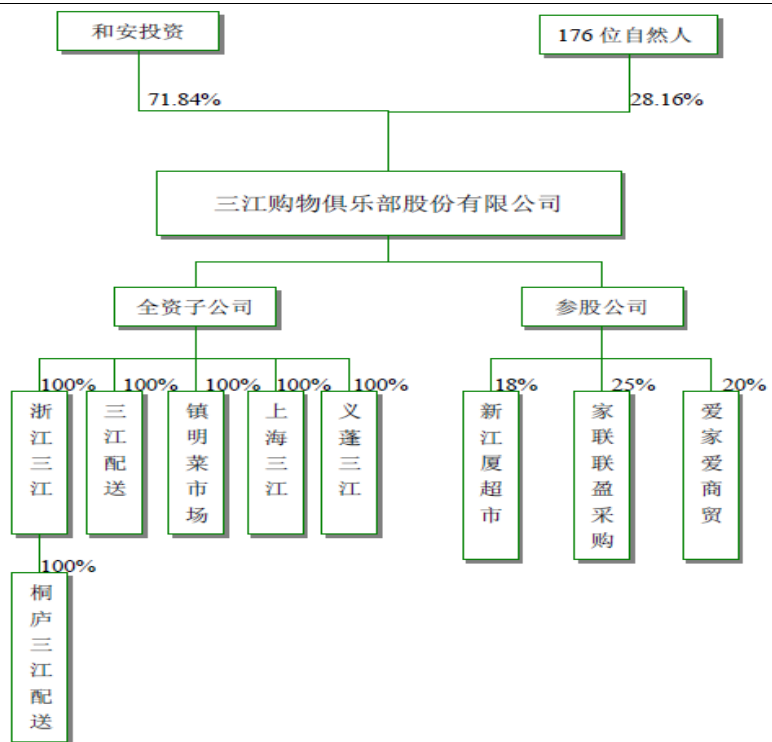 和安投资
176 位自然人
71.84%
28.16%
三江购物俱乐部股份有限公司
全资子公司
参股公司
100%
100%
100%
100%
100%
18%
25%
20%
浙江三江
三江配送
镇明菜市场
上海三江
义蓬三江
新江厦超市
家联联盈采购
爱家爱商贸
100%
桐庐三江配送